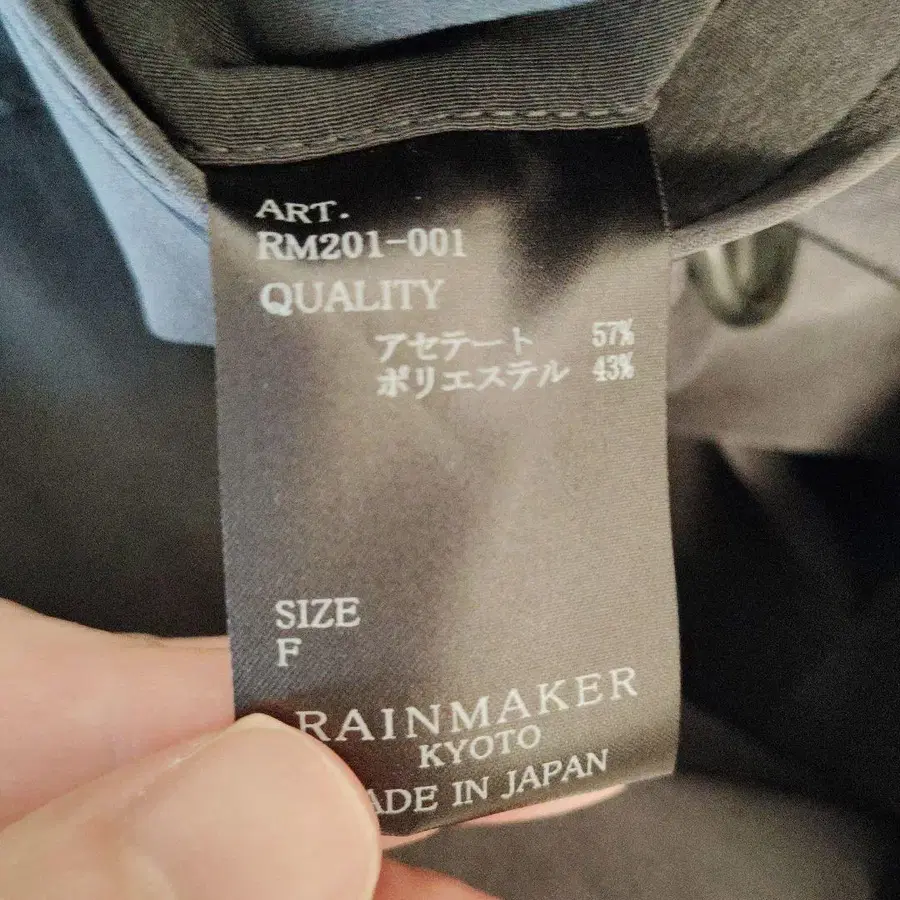 ART.
RM201-001
QUALITY
アセテート 57%
ポリエステル 43%
SIZE
F
RAINMAKER
KYOTO
ADE IN JAPAN